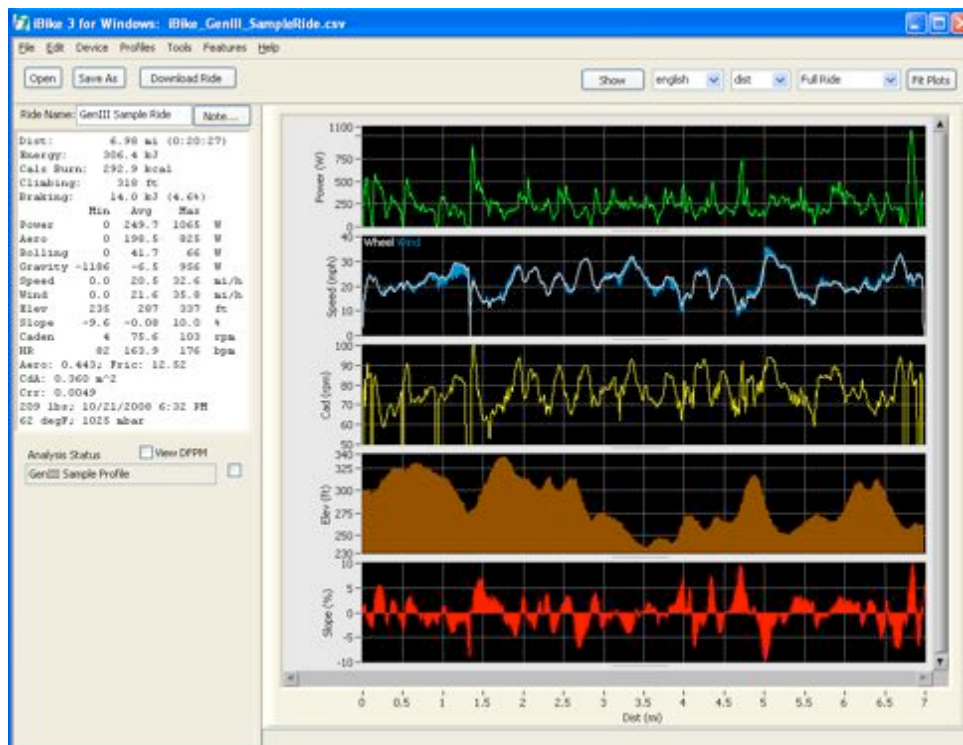 iBike 3 for Windows: iBike_GenIII_SampleRide.csv
File Edit Device Profiles Tools Features Help
Open Save As Download Ride Show english dist Full Ride Fit Plots
Ride Name: GenIII Sample Ride Note...
Dist: 6.98 mi (0:20:27)
Energy: 306.4 kJ
Cals Burn: 292.9 kcal
Climbing: 318 ft
Braking: 14.0 kJ (4.6%)
Min Avg Max
Power 0 249.7 1065 W
Aero 0 198.5 825 W
Rolling 0 41.7 66 W
Gravity -1186 -6.5 956 W
Speed 0.0 20.5 32.6 mi/h
Wind 0.0 21.6 35.8 mi/h
Elev 235 287 337 ft
Slope -9.6 -0.08 10.0 %
Caden 4 75.6 103 rpm
HR 82 163.9 176 bpm
Aero: 0.443; Fric: 12.52
CdA: 0.360 m^2
Crr: 0.0049
209 lbs; 10/21/2008 6:32 PM
62 degF; 1025 mbar
Analysis Status View DFPM
GenIII Sample Profile
Power (W)
1100
750
500
250
0
Speed (mph)
Wheel Wind
40
30
20
10
0
Cad (rpm)
100
90
80
70
60
50
Elev (ft)
340
325
300
275
250
230
Slope (%)
10
5
0
-5
-10
0 0.5 1 1.5 2 2.5 3 3.5 4 4.5 5 5.5 6 6.5 7
Dist (mi)